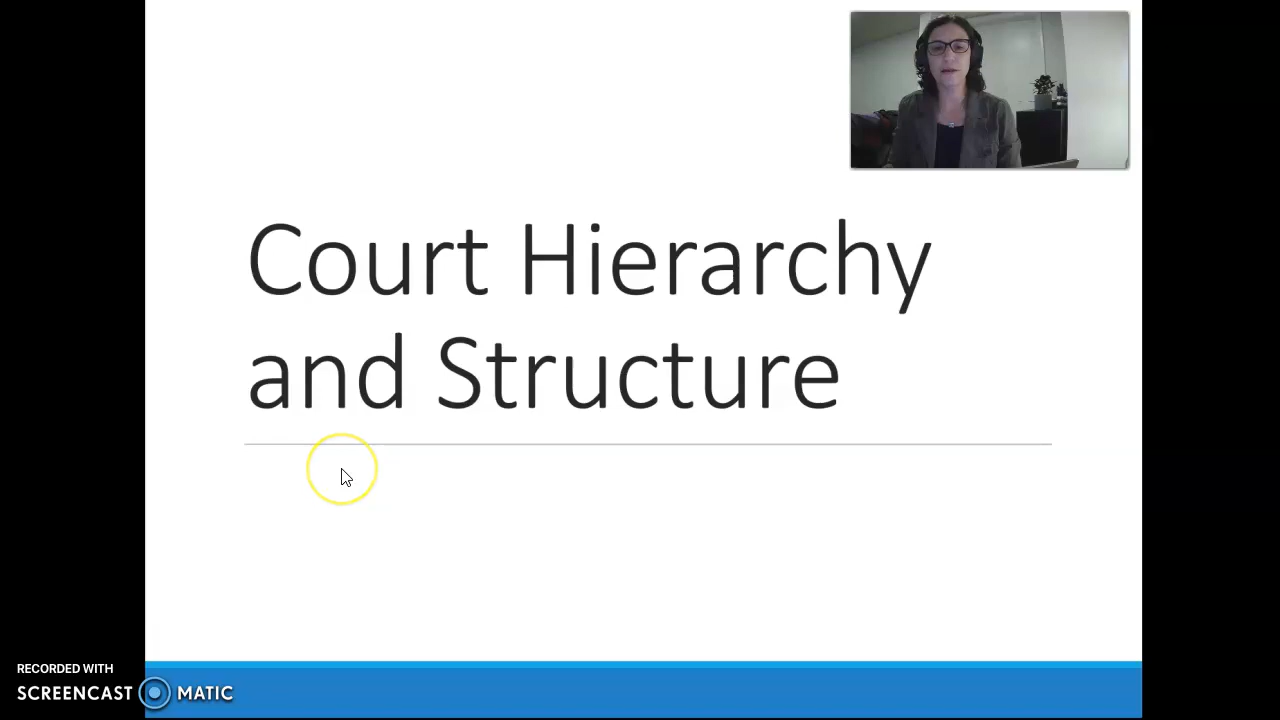 Court Hierarchy
and Structure
RECORDED WITH
SCREENCAST MATIC